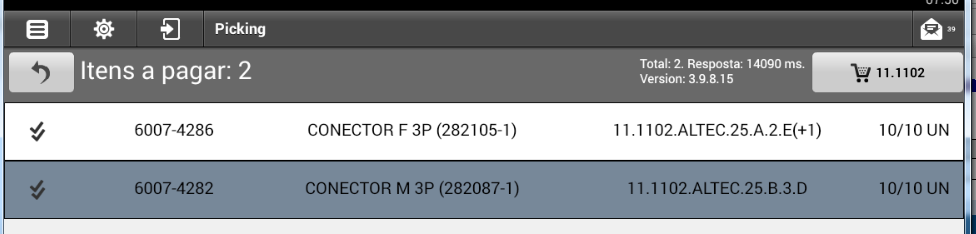 Picking
39
Itens a pagar: 2
Total: 2. Resposta: 14090 ms.
Version: 3.9.8.15
11.1102
6007-4286 CONECTOR F 3P (282105-1) 11.1102.ALTEC.25.A.2.E(+1) 10/10 UN
6007-4282 CONECTOR M 3P (282087-1) 11.1102.ALTEC.25.B.3.D 10/10 UN